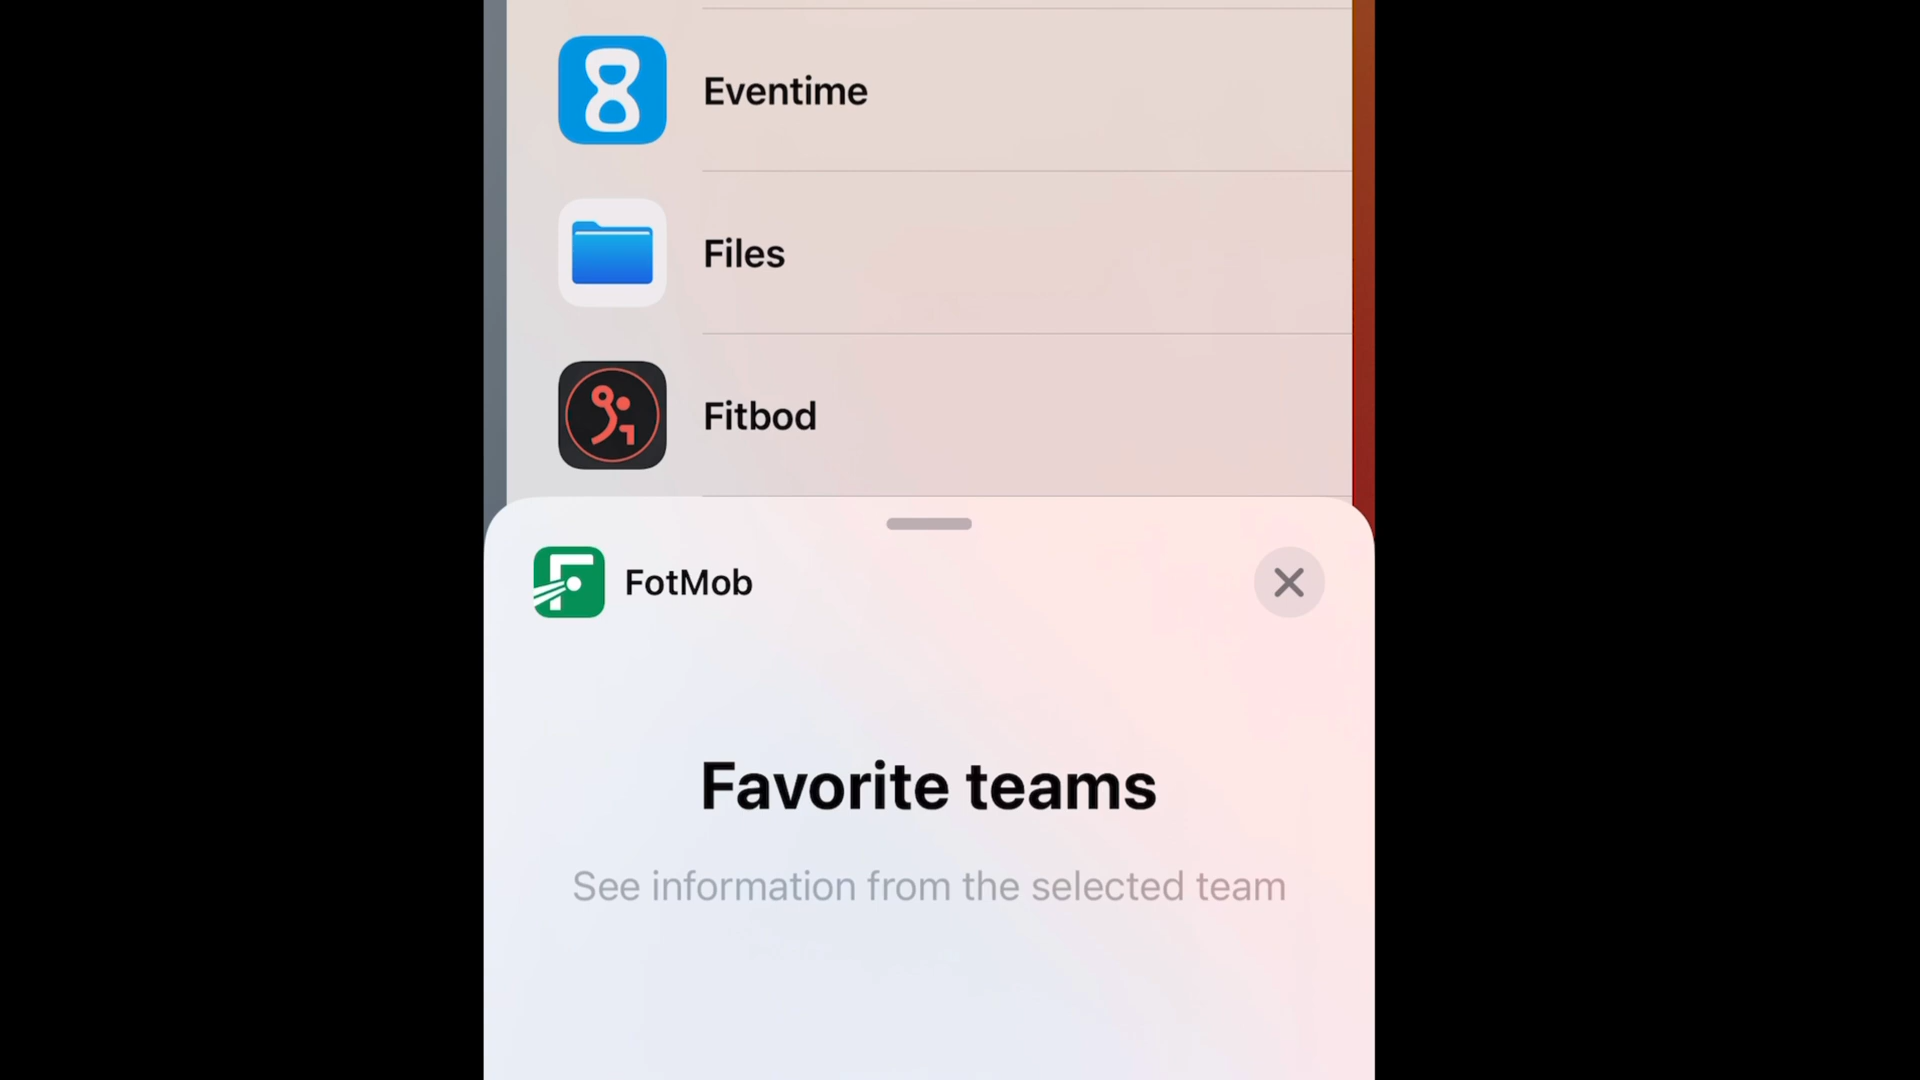 Eventime
Files
Fitbod
FotMob
Favorite teams
See information from the selected team